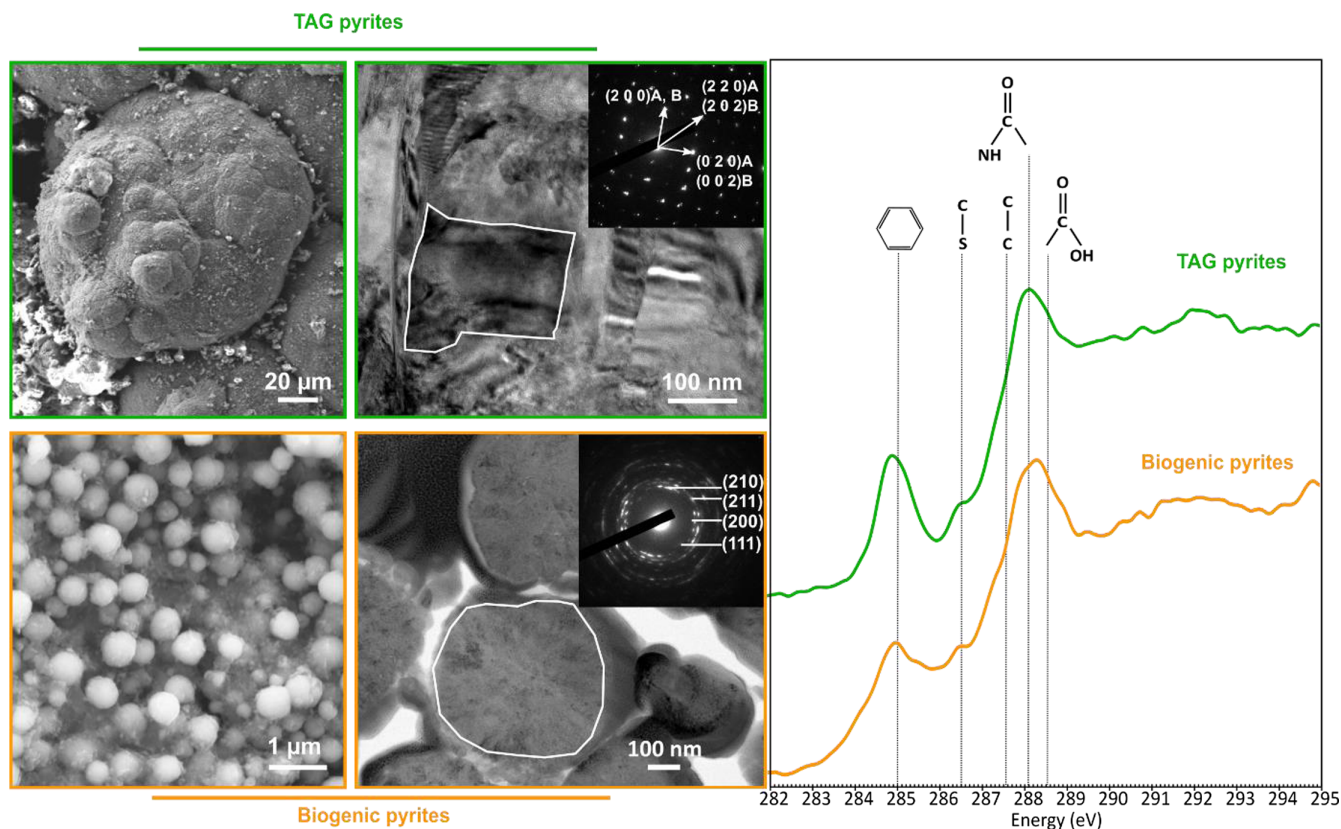 TAG pyrites
20 µm
(2 0 0)A, B
(2 2 0)A
(2 0 2)B
(0 2 0)A
(0 0 2)B
100 nm
1 µm
(210)
(211)
(200)
(111)
100 nm
Biogenic pyrites
O
NH
C
S
C
C
O
OH
TAG pyrites
Biogenic pyrites
282 283 284 285 286 287 288 289 290 291 292 293 294 295
Energy (eV)